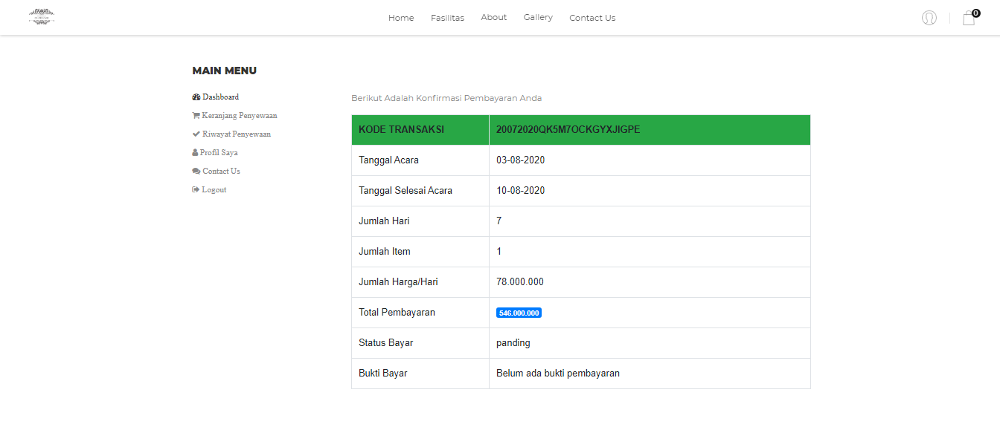 Home Fasilitas About Gallery Contact Us 0
MAIN MENU
Dashboard
Keranjang Penyewaan
Riwayat Penyewaan
Profil Saya
Contact Us
Logout
Berikut Adalah Konfirmasi Pembayaran Anda
KODE TRANSAKSI 20072020QK5M7OCKGYXJIGPE
Tanggal Acara 03-08-2020
Tanggal Selesai Acara 10-08-2020
Jumlah Hari 7
Jumlah Item 1
Jumlah Harga/Hari 78.000.000
Total Pembayaran 546.000.000
Status Bayar panding
Bukti Bayar Belum ada bukti pembayaran